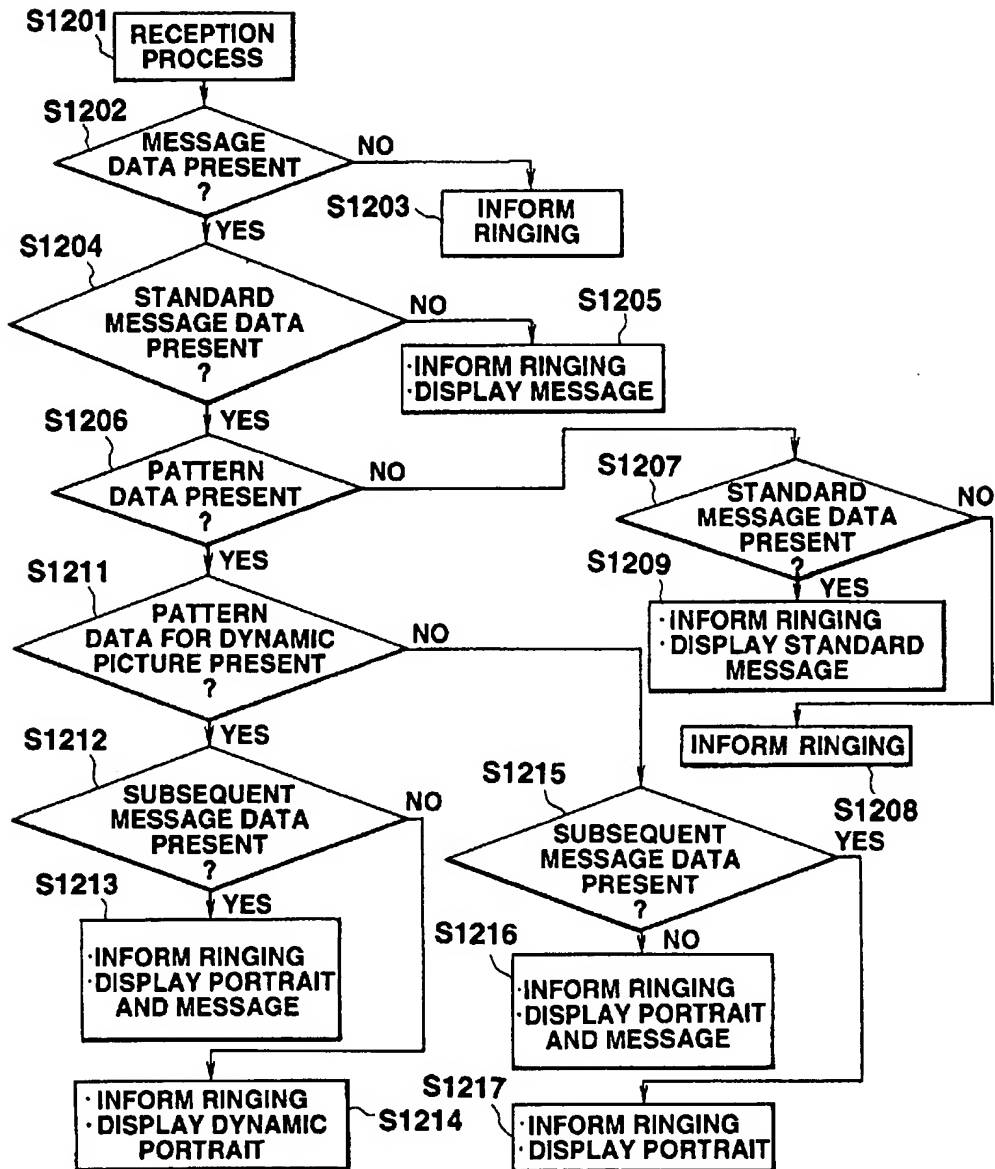 S1201
RECEPTION
PROCESS
S1202
MESSAGE
DATA PRESENT
?
NO
YES
S1203
INFORM
RINGING
S1204
STANDARD
MESSAGE DATA
PRESENT
?
NO
YES
S1205
·INFORM RINGING
·DISPLAY MESSAGE
S1206
PATTERN
DATA PRESENT
?
NO
YES
S1207
STANDARD
MESSAGE DATA
PRESENT
?
NO
YES
S1209
·INFORM RINGING
·DISPLAY STANDARD
MESSAGE
INFORM RINGING
S1208
S1211
PATTERN
DATA FOR DYNAMIC
PICTURE PRESENT
?
NO
YES
S1212
SUBSEQUENT
MESSAGE DATA
PRESENT
?
NO
YES
S1213
·INFORM RINGING
·DISPLAY PORTRAIT
AND MESSAGE
·INFORM RINGING
·DISPLAY DYNAMIC
PORTRAIT
S1214
S1215
SUBSEQUENT
MESSAGE DATA
PRESENT
?
YES
NO
S1216
·INFORM RINGING
·DISPLAY PORTRAIT
AND MESSAGE
S1217
·INFORM RINGING
·DISPLAY PORTRAIT